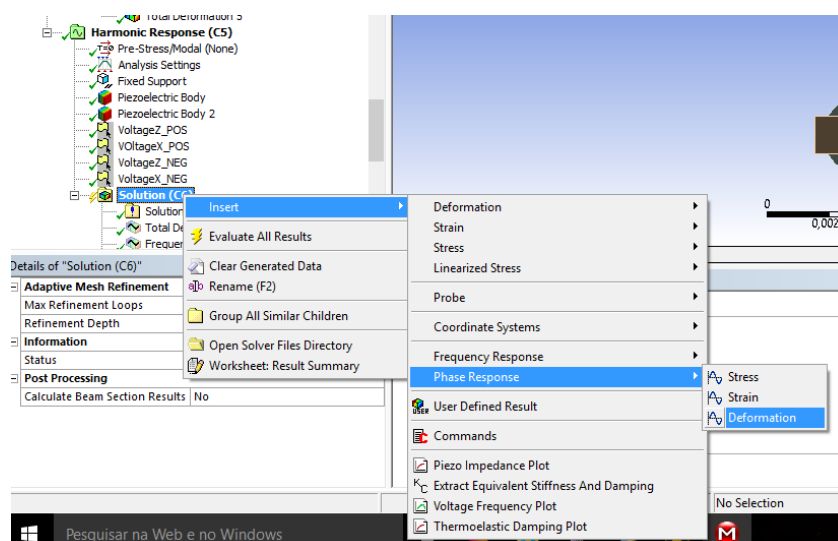 Total Deformation 5
Harmonic Response (C5)
Pre-Stress/Modal (None)
Analysis Settings
Fixed Support
Piezoelectric Body
Piezoelectric Body 2
VoltageZ_POS
VOltageX_POS
VoltageZ_NEG
VoltageX_NEG
Solution (C6)
Solution
Total De
Frequer
Insert
Evaluate All Results
Clear Generated Data
Rename (F2)
Group All Similar Children
Open Solver Files Directory
Worksheet: Result Summary
Deformation
Strain
Stress
Linearized Stress
Probe
Coordinate Systems
Frequency Response
Phase Response
User Defined Result
Commands
Piezo Impedance Plot
Extract Equivalent Stiffness And Damping
Voltage Frequency Plot
Thermoelastic Damping Plot
Stress
Strain
Deformation
0
0,002
Details of "Solution (C6)"
Adaptive Mesh Refinement
Max Refinement Loops
Refinement Depth
Information
Status
Post Processing
Calculate Beam Section Results No
No Selection
Pesquisar na Web e no Windows